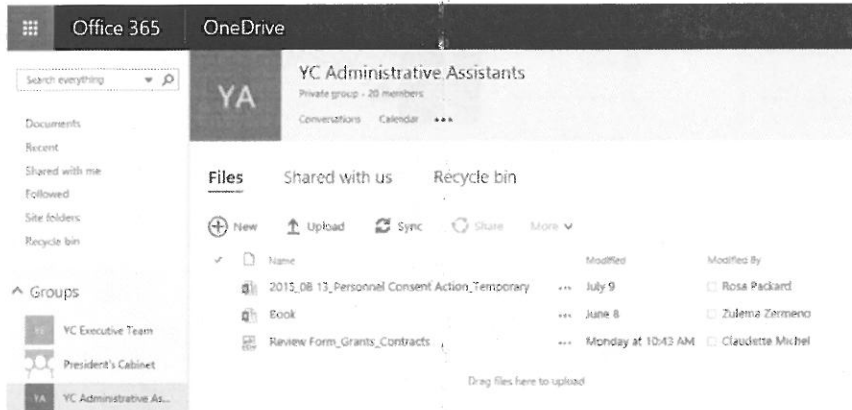 Office 365 OneDrive
Search everything
Documents
Recent
Shared with me
Followed
Site folders
Recycle bin
Groups
YC Executive Team
President's Cabinet
YA YC Administrative As...
YA
YC Administrative Assistants
Private group - 20 members
Conversations Calendar •••
Files Shared with us Recycle bin
New Upload Sync Share More
Name Modified Modified By
2015_08 13_Personnel Consent Action_Temporary ••• July 9 Rosa Packard
Book ••• June 8 Zulema Zermeno
Review Form_Grants_Contracts ••• Monday at 10:43 AM Claudette Michel
Drag files here to upload